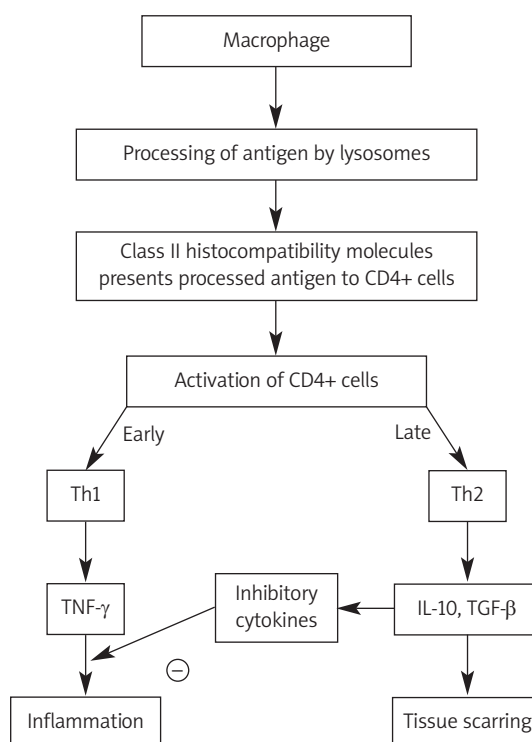 Macrophage
Processing of antigen by lysosomes
Class II histocompatibility molecules
presents processed antigen to CD4+ cells
Activation of CD4+ cells
Early
Late
Th1
Th2
TNF-γ
Inhibitory
cytokines
IL-10, TGF-β
−
Inflammation
Tissue scarring